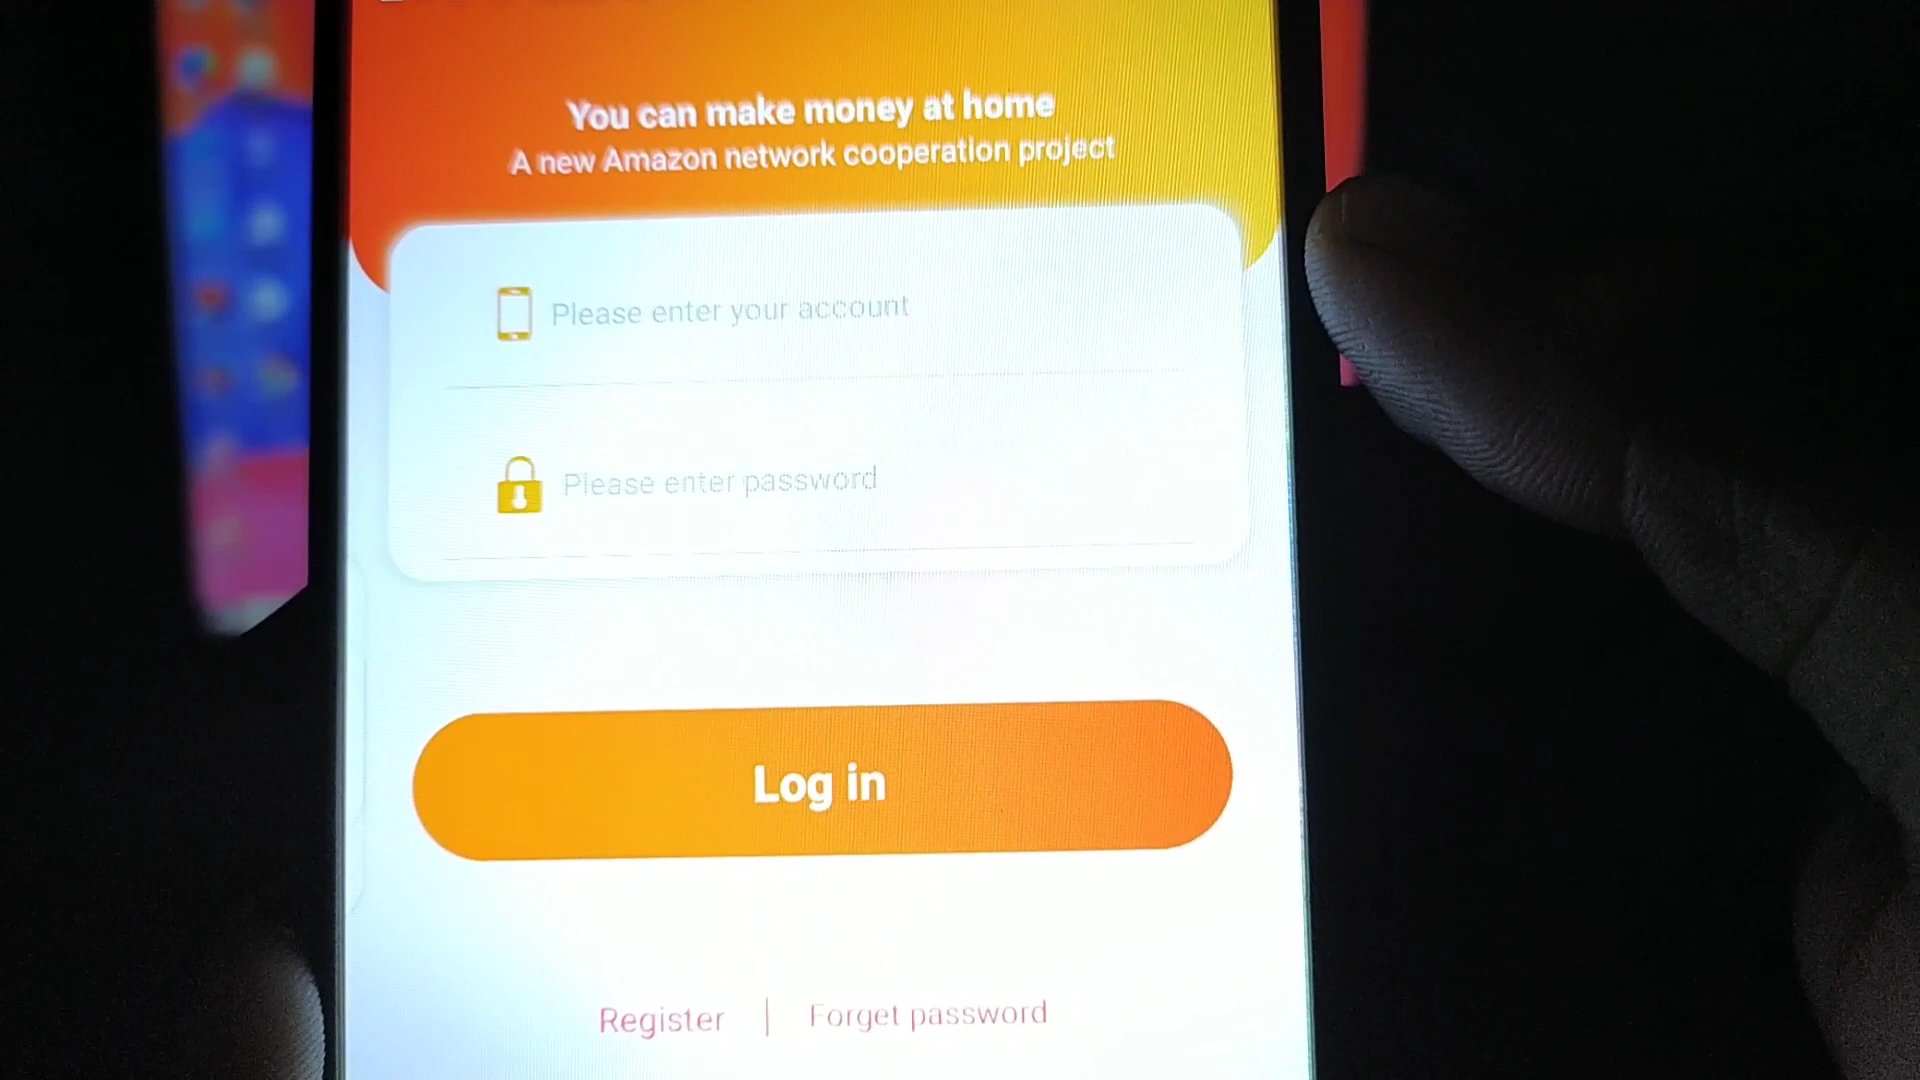 You can make money at home
A new Amazon network cooperation project
Please enter your account
Please enter password
Log in
Register
Forget password